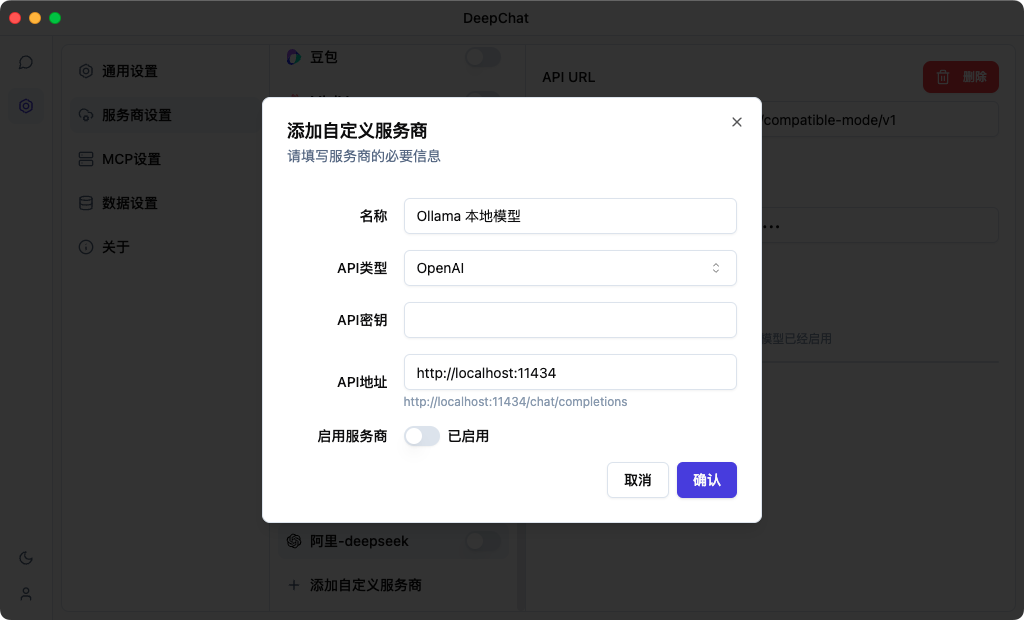 DeepChat
通用设置
服务商设置
MCP设置
数据设置
关于
豆包
API URL
删除
/compatible-mode/v1
模型已经启用
添加自定义服务商
请填写服务商的必要信息
名称
Ollama 本地模型
API类型
OpenAI
API密钥
API地址
http://localhost:11434
http://localhost:11434/chat/completions
启用服务商
已启用
取消
确认
阿里-deepseek
添加自定义服务商